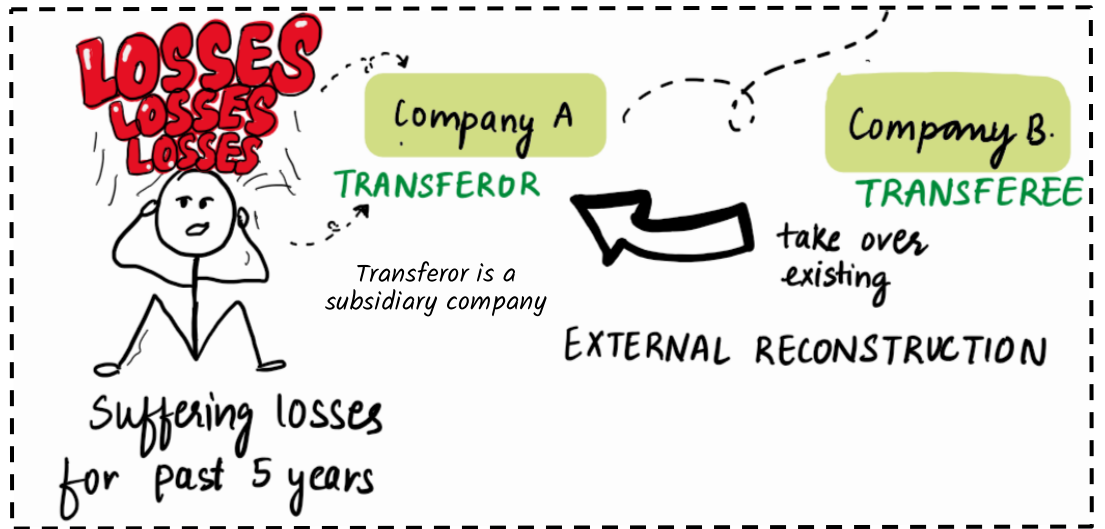 LOSSES
LOSSES
LOSSES
Company A
TRANSFEROR
Transferor is a
subsidiary company
Company B.
TRANSFEREE
take over
existing
EXTERNAL RECONSTRUCTION
Suffering losses
for past 5 years